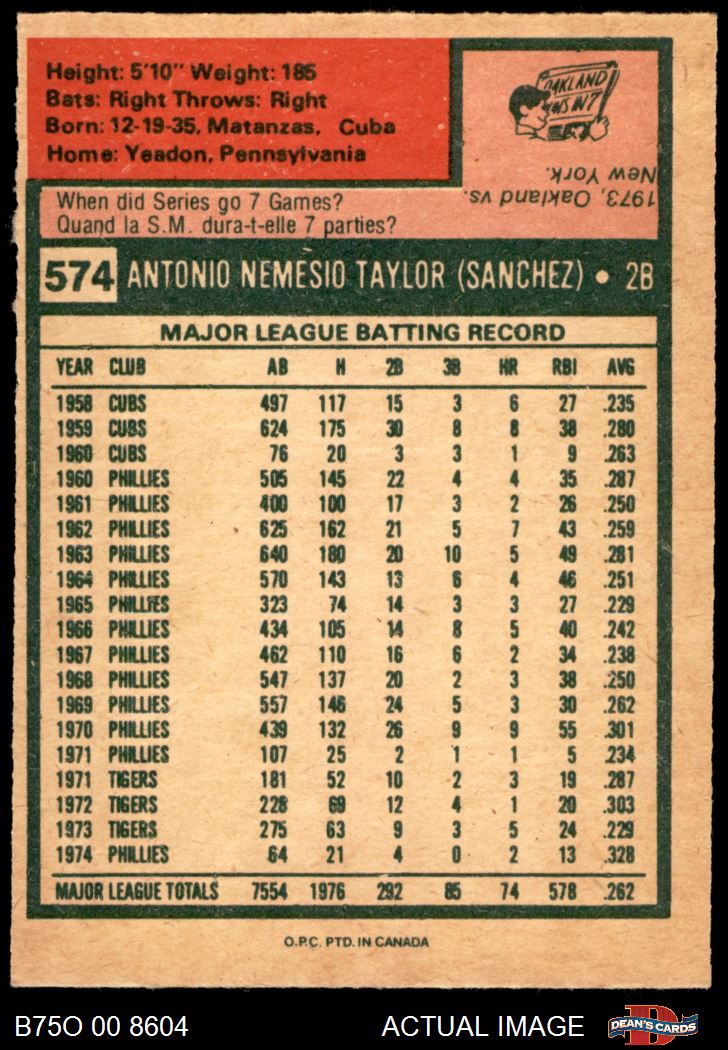 Height: 5'10" Weight: 185
Bats: Right Throws: Right
Born: 12-19-35, Matanzas, Cuba
Home: Yeadon, Pennsylvania
OAKLAND
WINS IN 7
1973, Oakland vs.
New York.
When did Series go 7 Games?
Quand la S.M. dura-t-elle 7 parties?
574 ANTONIO NEMESIO TAYLOR (SANCHEZ) • 2B
MAJOR LEAGUE BATTING RECORD
YEAR CLUB AB H 2B 3B HR RBI AVG
1958 CUBS 497 117 15 3 6 27 .235
1959 CUBS 624 175 30 8 8 38 .280
1960 CUBS 76 20 3 3 1 9 .263
1960 PHILLIES 505 145 22 4 4 35 .287
1961 PHILLIES 400 100 17 3 2 26 .250
1962 PHILLIES 625 162 21 5 7 43 .259
1963 PHILLIES 640 180 20 10 5 49 .281
1964 PHILLIES 570 143 13 6 4 46 .251
1965 PHILLIES 323 74 14 3 3 27 .229
1966 PHILLIES 434 105 14 8 5 40 .242
1967 PHILLIES 462 110 16 6 2 34 .238
1968 PHILLIES 547 137 20 2 3 38 .250
1969 PHILLIES 557 146 24 5 3 30 .262
1970 PHILLIES 439 132 26 9 9 55 .301
1971 PHILLIES 107 25 2 1 1 5 .234
1971 TIGERS 181 52 10 2 3 19 .287
1972 TIGERS 228 69 12 4 1 20 .303
1973 TIGERS 275 63 9 3 5 24 .229
1974 PHILLIES 64 21 4 0 2 13 .328
MAJOR LEAGUE TOTALS 7554 1976 292 85 74 578 .262
O.P.C. PTD. IN CANADA
B75O 00 8604 ACTUAL IMAGE D DEAN'S CARDS